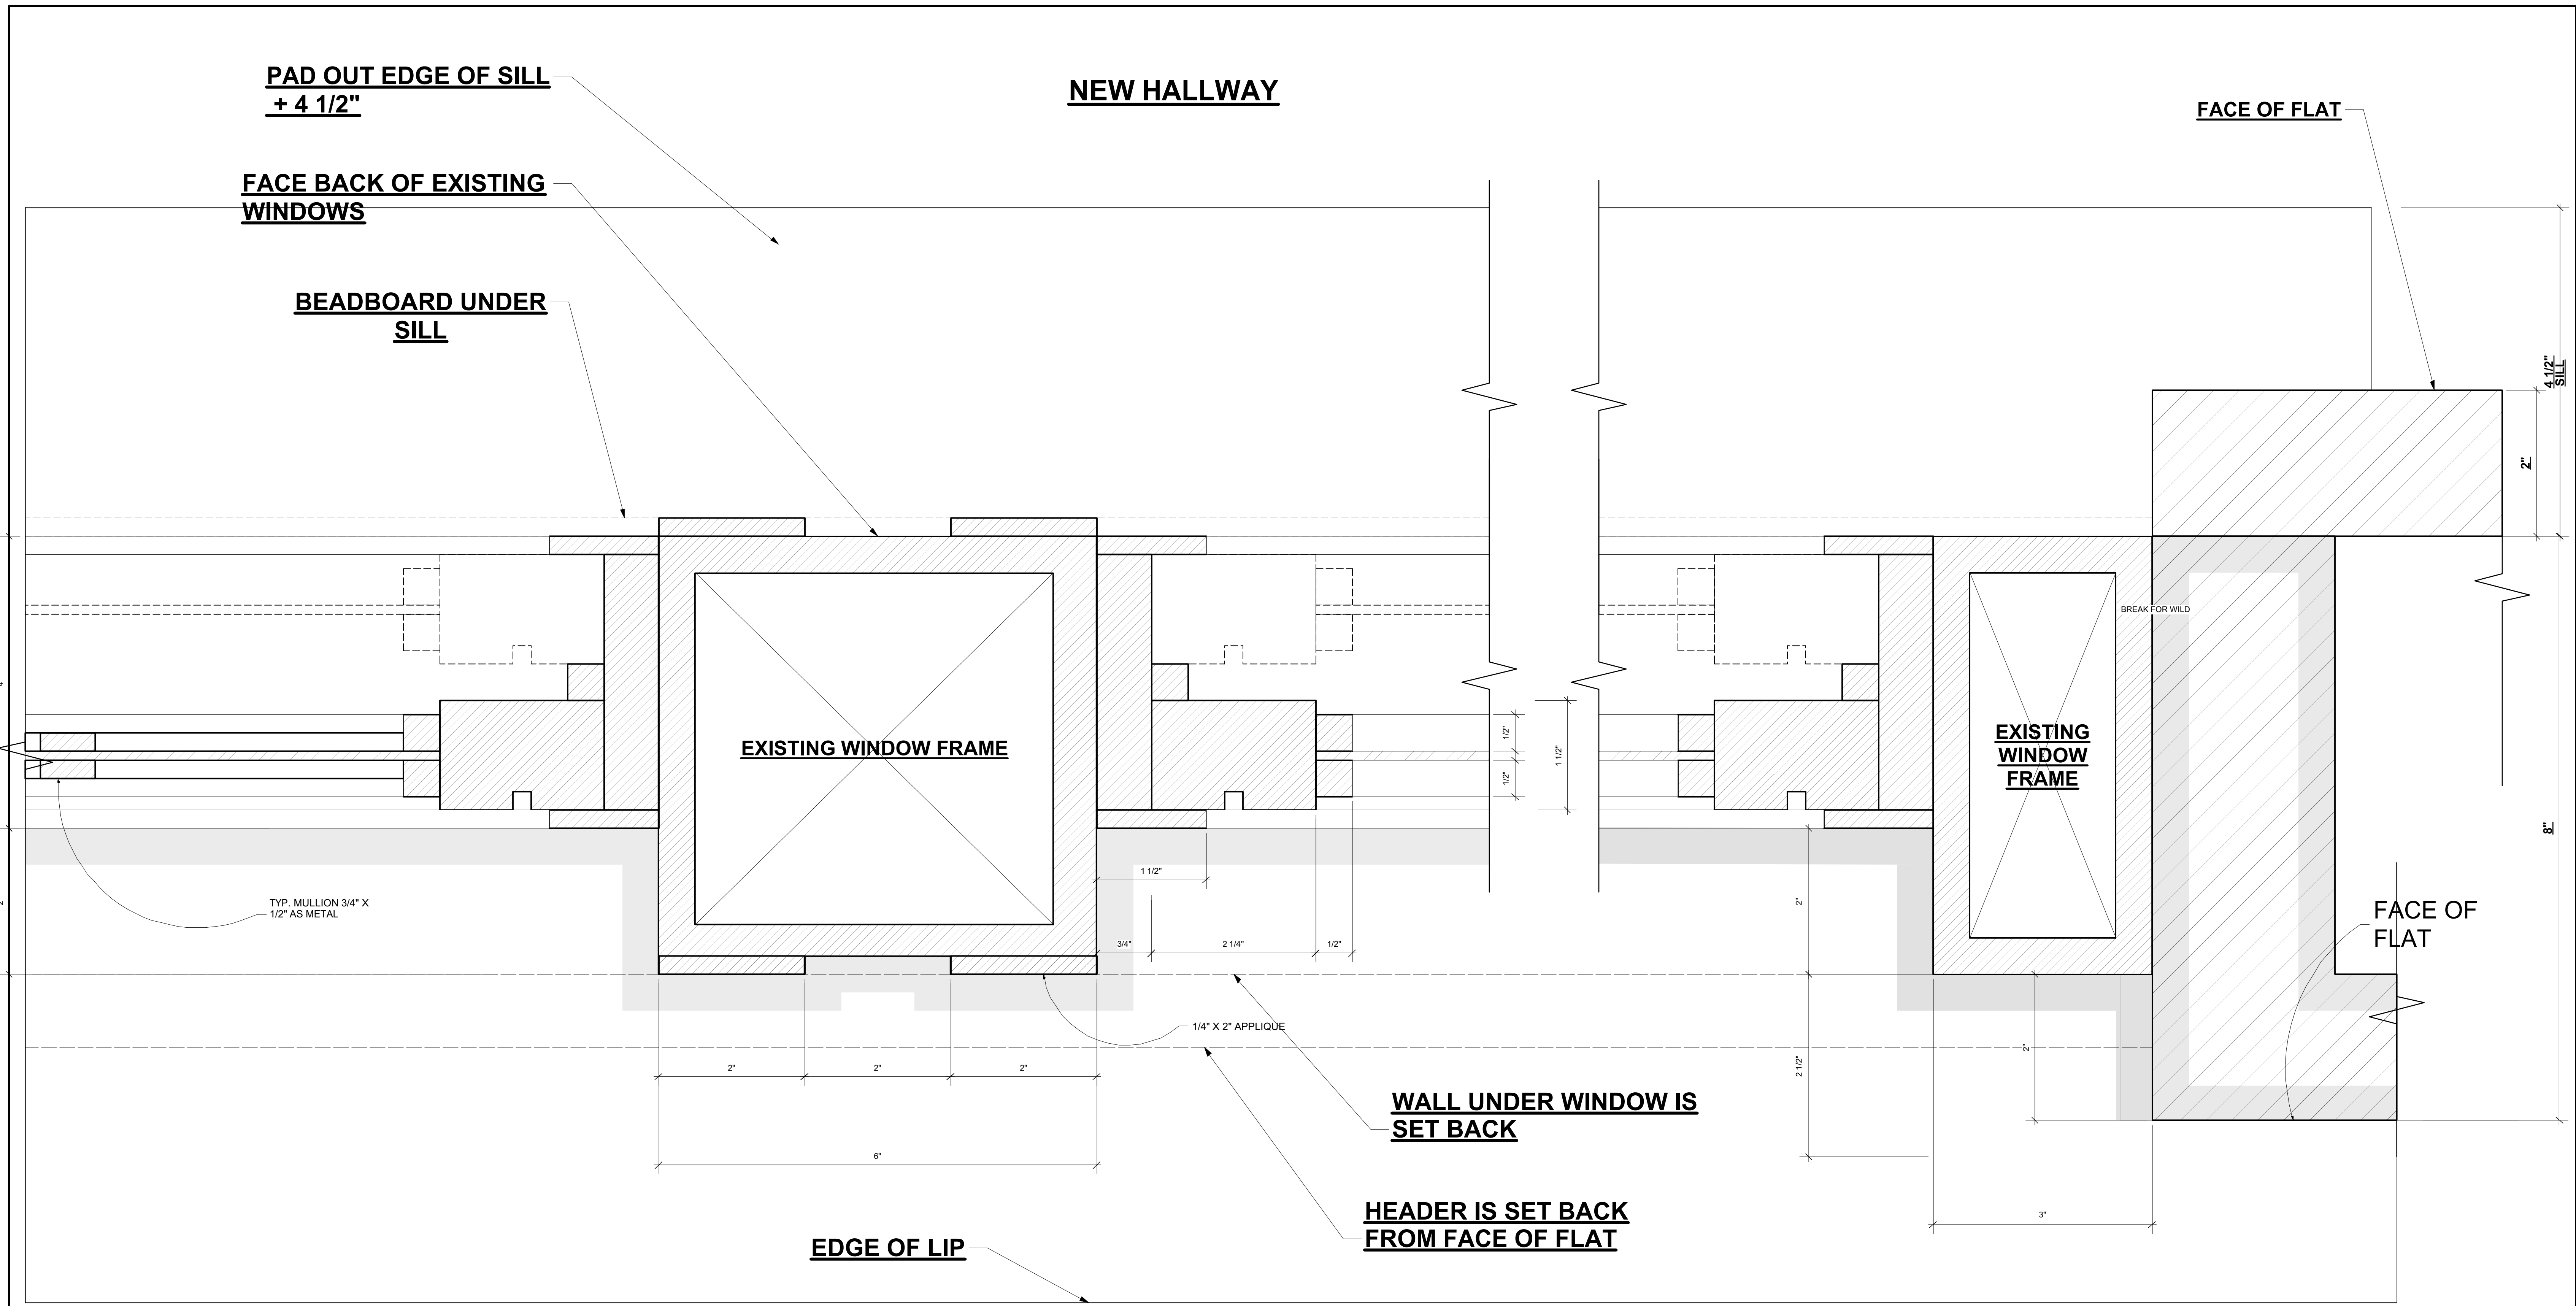 PAD OUT EDGE OF SILL
+ 4 1/2"
NEW HALLWAY
FACE OF FLAT
FACE BACK OF EXISTING
WINDOWS
BEADBOARD UNDER
SILL
4 1/2"
SILL
2"
BREAK FOR WILD
4"
EXISTING WINDOW FRAME
1/2"
1/2"
1 1/2"
EXISTING
WINDOW
FRAME
8"
1 1/2"
2"
TYP. MULLION 3/4" X
1/2" AS METAL
2"
FACE OF
FLAT
3/4"
2 1/4"
1/2"
1/4" X 2" APPLIQUE
2"
2"
2"
2 1/2"
2"
WALL UNDER WINDOW IS
SET BACK
6"
HEADER IS SET BACK
FROM FACE OF FLAT
3"
EDGE OF LIP